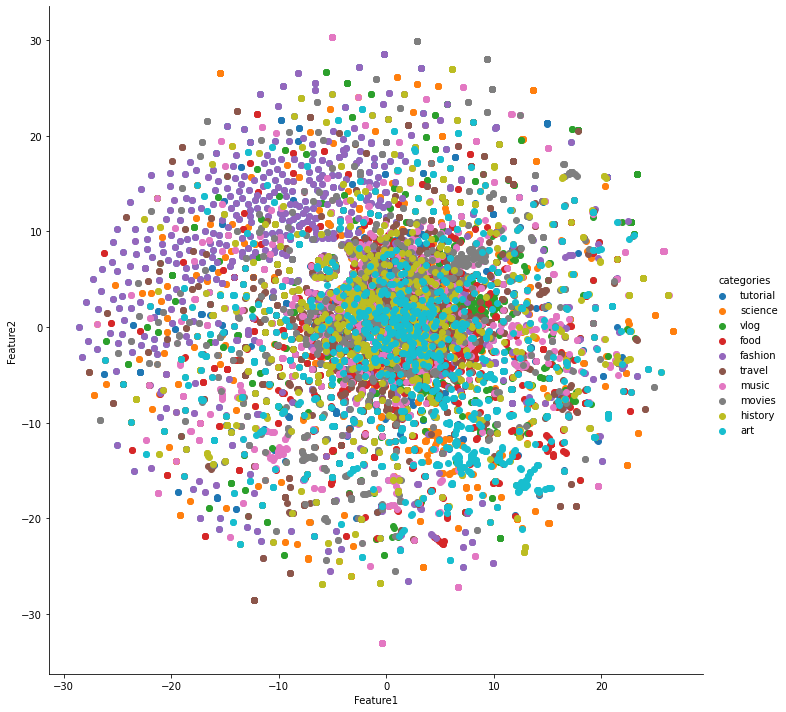 30
20
10
0
−10
−20
−30
Feature2
−30
−20
−10
0
10
20
Feature1
categories
tutorial
science
vlog
food
fashion
travel
music
movies
history
art